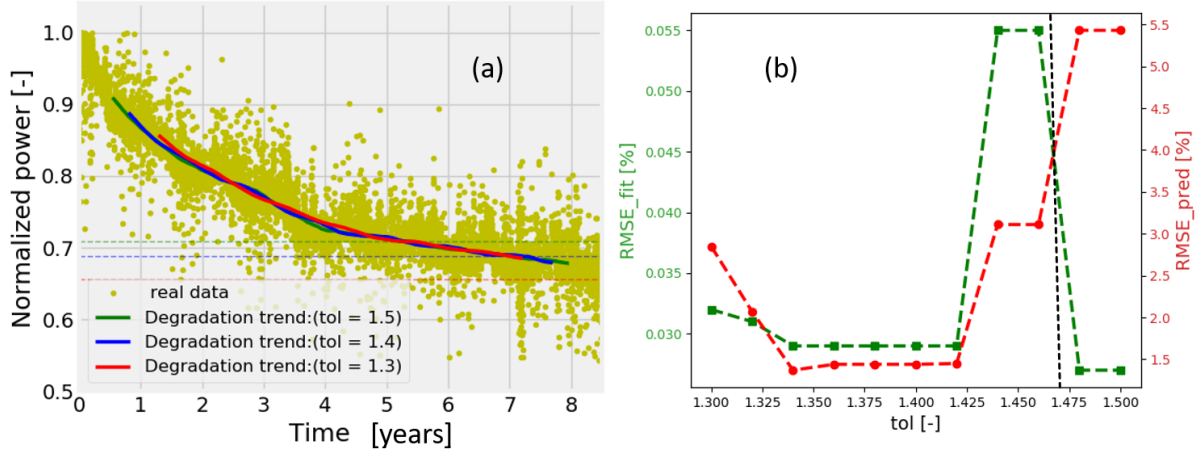 (a)
Normalized power [-]
1.0
0.9
0.8
0.7
0.6
0.5
real data
Degradation trend:(tol = 1.5)
Degradation trend:(tol = 1.4)
Degradation trend:(tol = 1.3)
0 1 2 3 4 5 6 7 8
Time [years]
(b)
RMSE_fit [%]
0.055
0.050
0.045
0.040
0.035
0.030
5.5
5.0
4.5
4.0
3.5
3.0
2.5
2.0
1.5
RMSE_pred [%]
1.300 1.325 1.350 1.375 1.400 1.425 1.450 1.475 1.500
tol [-]